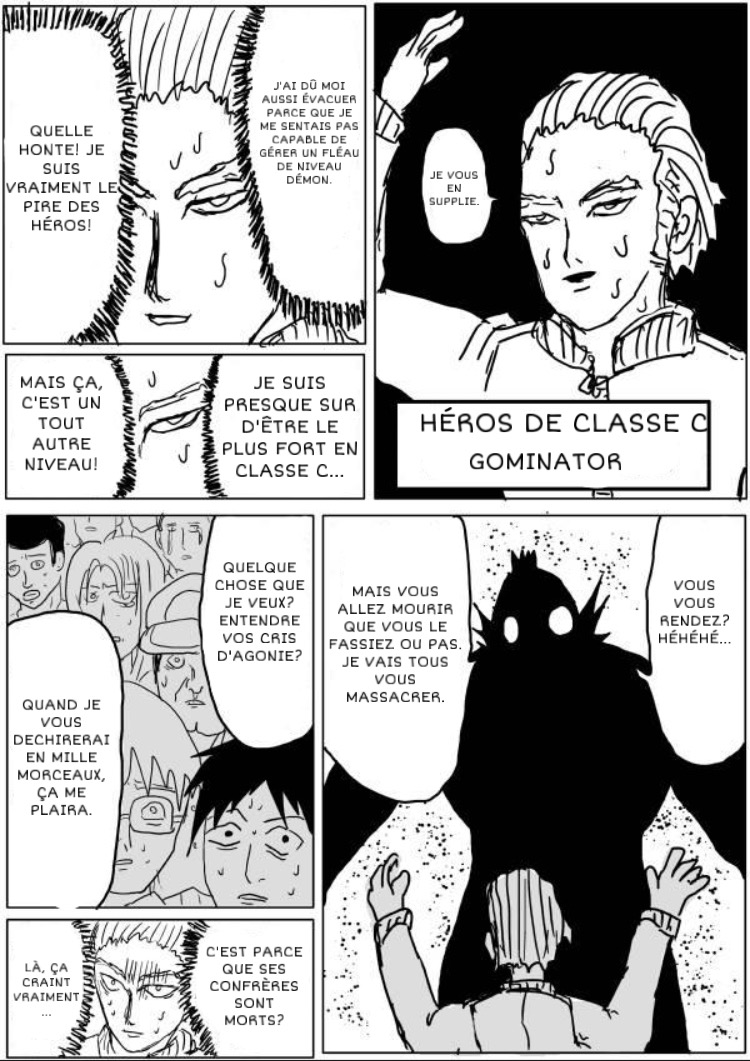 JE VOUS
EN
SUPPLIE.
HÉROS DE CLASSE C
GOMINATOR
J'AI DÛ MOI
AUSSI ÉVACUER
PARCE QUE JE
ME SENTAIS PAS
CAPABLE DE
GÉRER UN FLÉAU
DE NIVEAU
DÉMON.
QUELLE
HONTE! JE
SUIS
VRAIMENT LE
PIRE DES
HÉROS!
JE SUIS
PRESQUE SUR
D'ÊTRE LE
PLUS FORT EN
CLASSE C...
MAIS ÇA,
C'EST UN
TOUT
AUTRE
NIVEAU!
VOUS
VOUS
RENDEZ?
HÉHÉHÉ...
MAIS VOUS
ALLEZ MOURIR
QUE VOUS LE
FASSIEZ OU PAS.
JE VAIS TOUS
VOUS
MASSACRER.
QUELQUE
CHOSE QUE
JE VEUX?
ENTENDRE
VOS CRIS
D'AGONIE?
QUAND JE
VOUS
DECHIRERAI
EN MILLE
MORCEAUX,
ÇA ME
PLAIRA.
C'EST PARCE
QUE SES
CONFRÈRES
SONT
MORTS?
LÀ, ÇA
CRAINT
VRAIMENT
...